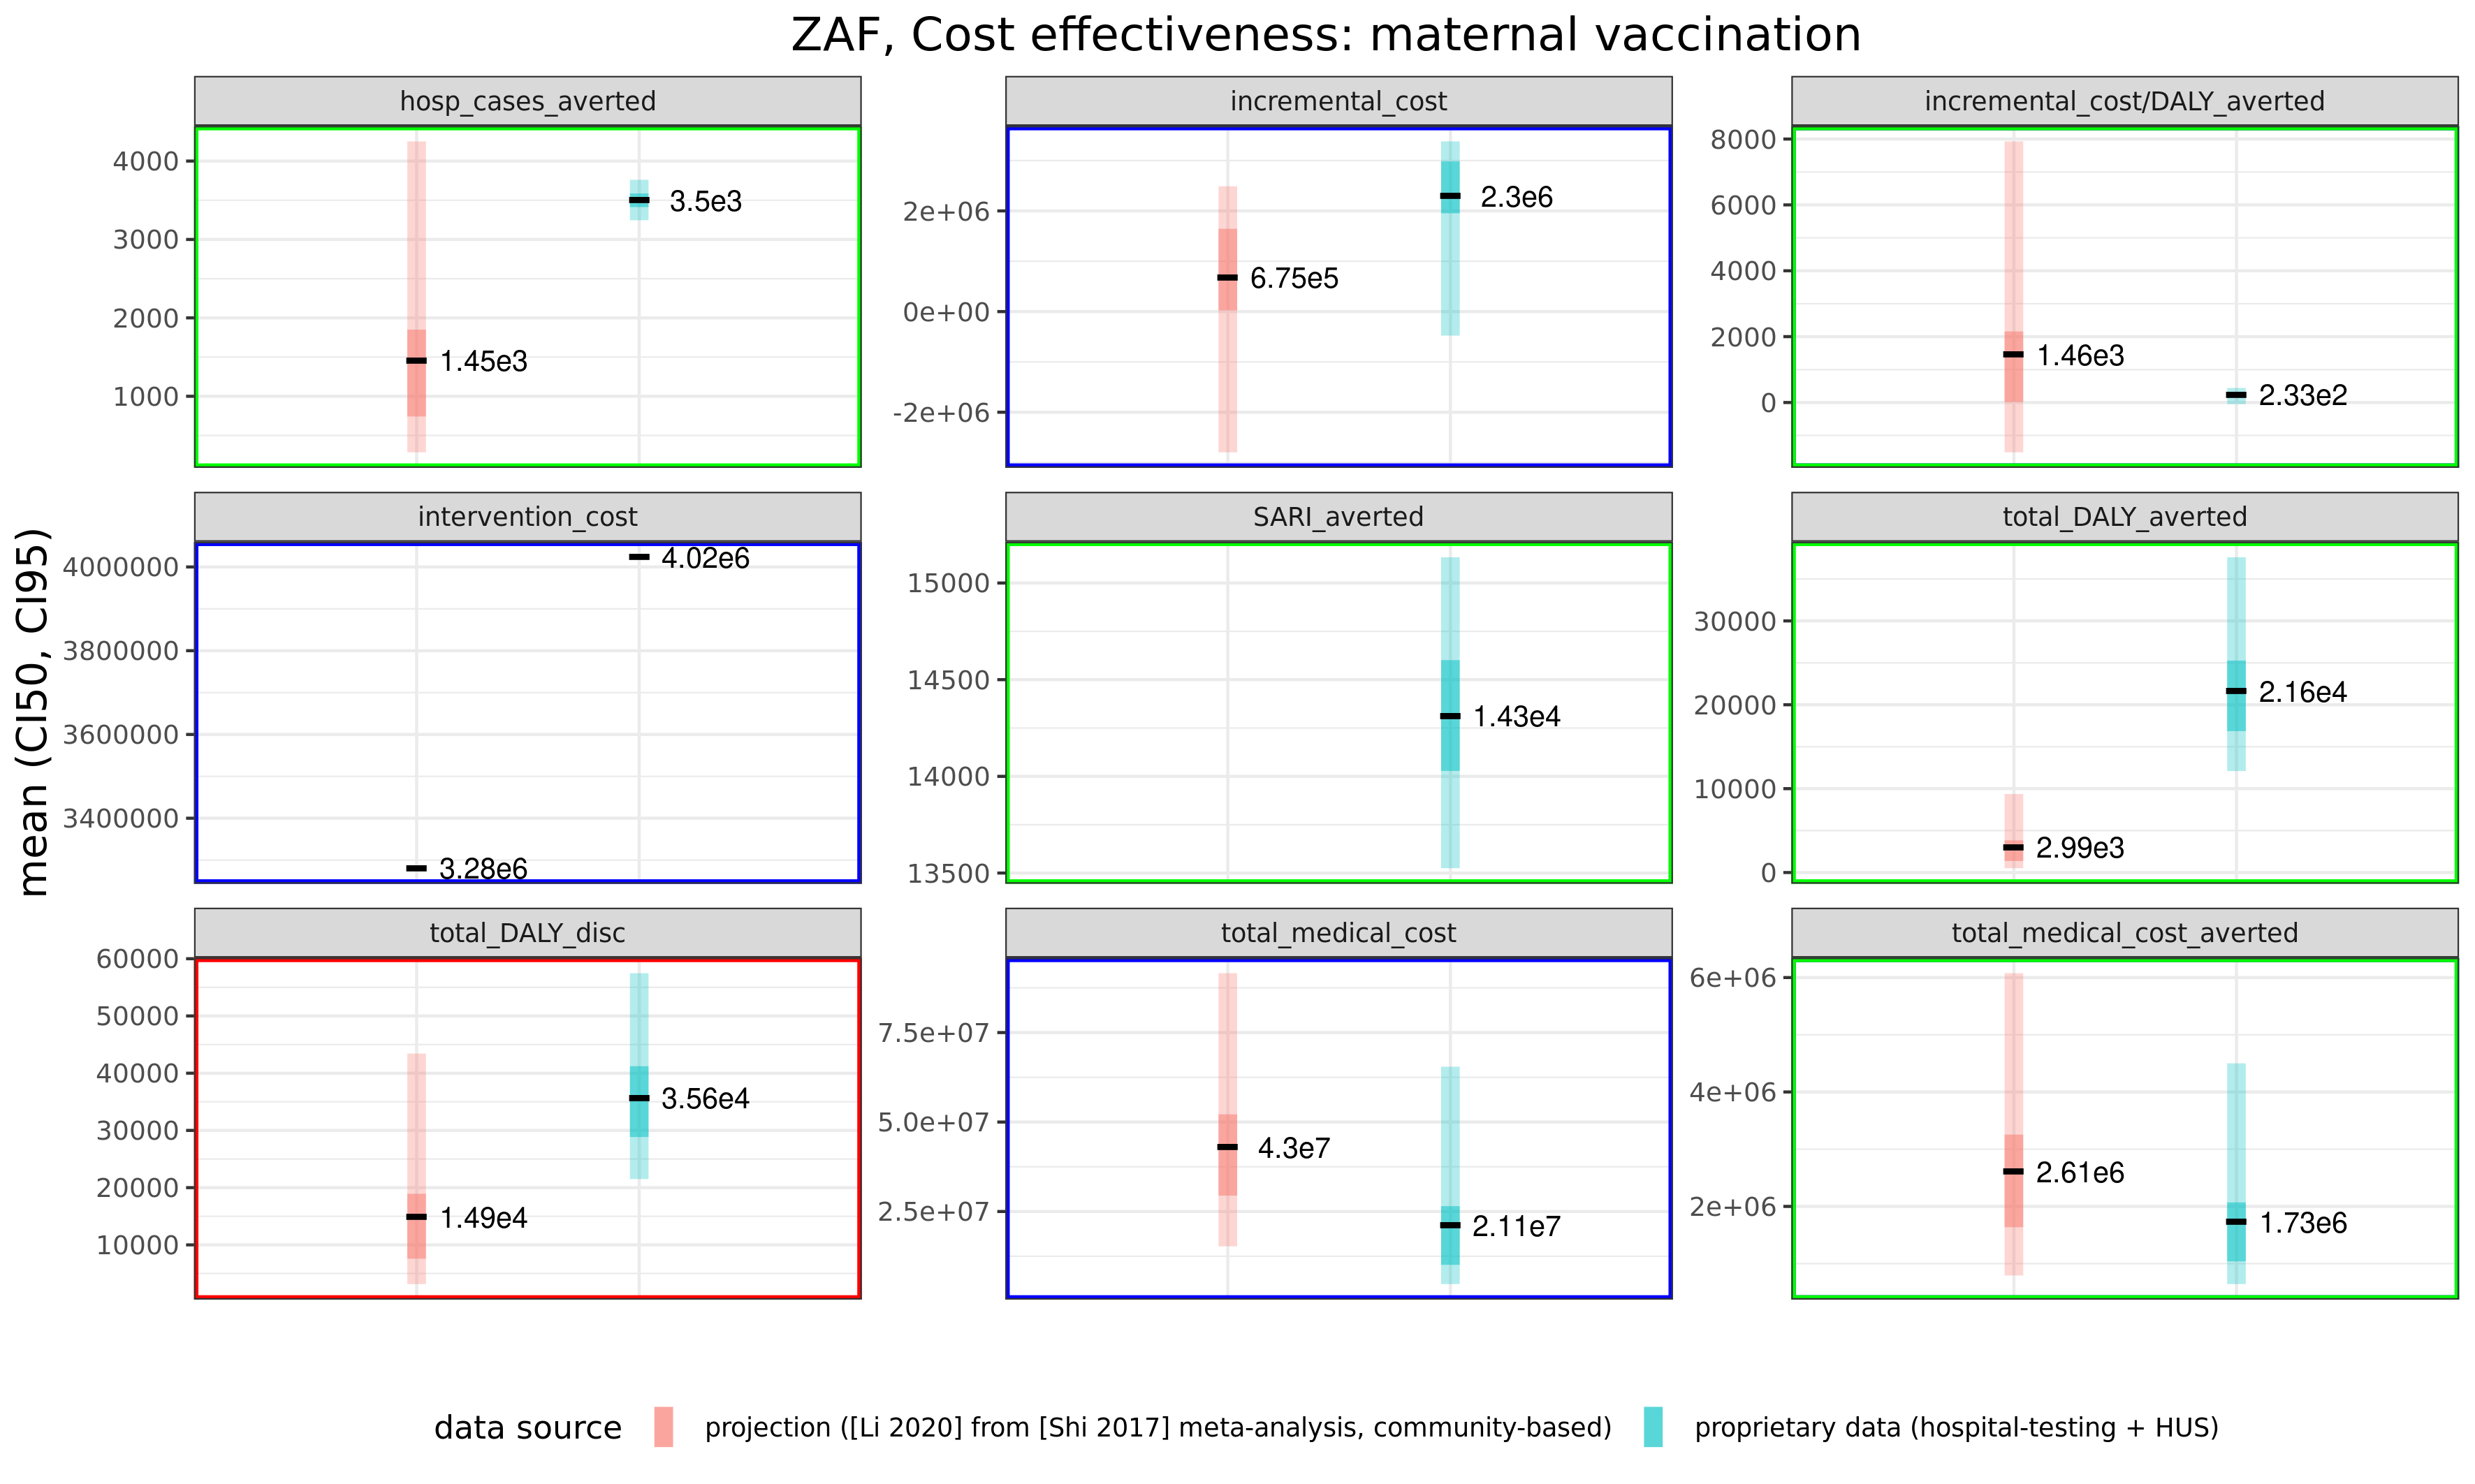 ZAF, Cost effectiveness: maternal vaccination
mean (CI50, CI95)
hosp_cases_averted
4000
3000
2000
1000
1.45e3
3.5e3
incremental_cost
2e+06
0e+00
-2e+06
6.75e5
2.3e6
incremental_cost/DALY_averted
8000
6000
4000
2000
0
1.46e3
2.33e2
intervention_cost
4000000
3800000
3600000
3400000
3.28e6
4.02e6
SARI_averted
15000
14500
14000
13500
1.43e4
total_DALY_averted
30000
20000
10000
0
2.99e3
2.16e4
total_DALY_disc
60000
50000
40000
30000
20000
10000
1.49e4
3.56e4
total_medical_cost
7.5e+07
5.0e+07
2.5e+07
4.3e7
2.11e7
total_medical_cost_averted
6e+06
4e+06
2e+06
2.61e6
1.73e6
data source
projection ([Li 2020] from [Shi 2017] meta-analysis, community-based)
proprietary data (hospital-testing + HUS)